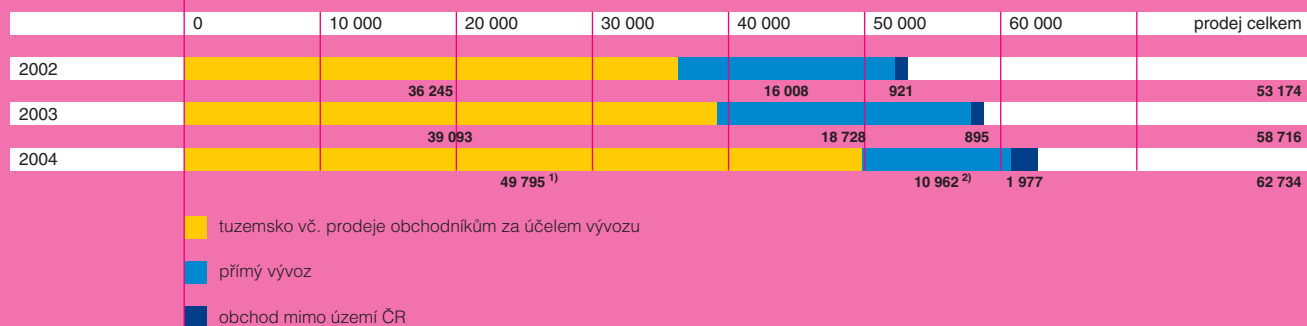 0 10 000 20 000 30 000 40 000 50 000 60 000 prodej celkem
2002
36 245 16 008 921 53 174
2003
39 093 18 728 895 58 716
2004
49 795 1) 10 962 2) 1 977 62 734
tuzemsko vč. prodeje obchodníkům za účelem vývozu
přímý vývoz
obchod mimo území ČR